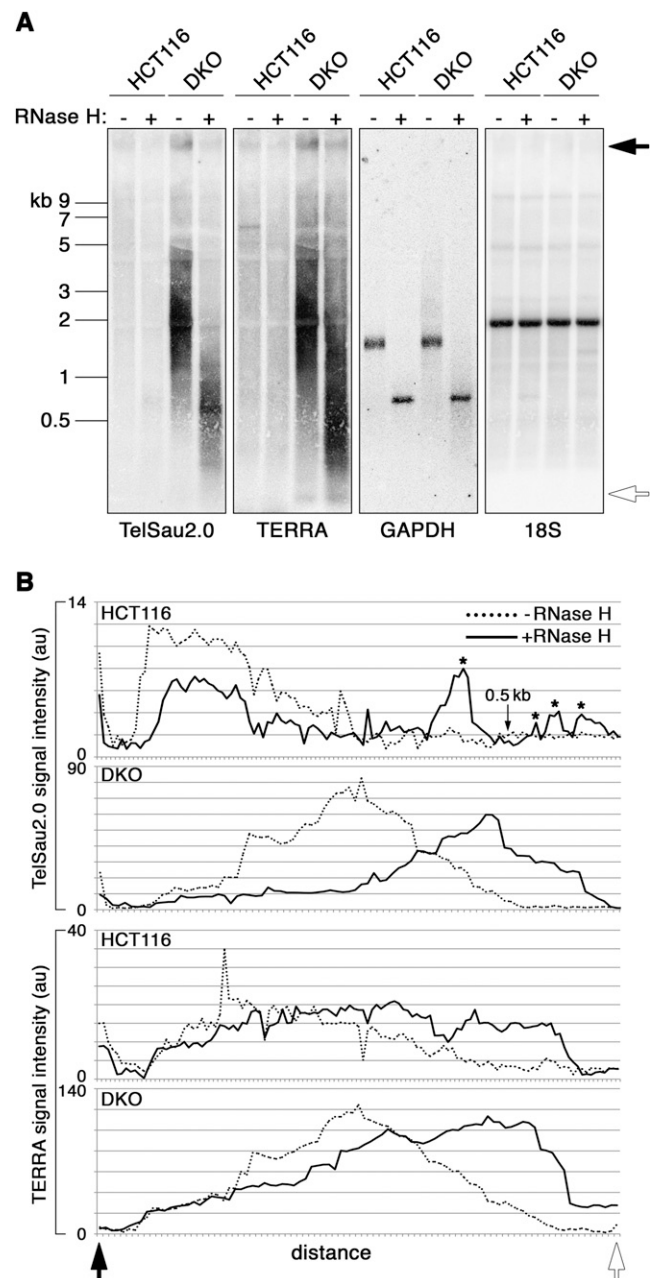 A
HCT116 DKO HCT116 DKO HCT116 DKO HCT116 DKO
RNase H: - + - + - + - + - + - + - + - +
kb 9
7
5
3
2
1
0.5
TelSau2.0 TERRA GAPDH 18S
B
TelSau2.0 signal intensity (au)
14
HCT116
-RNase H
+RNase H
* 0.5 kb * * *
0
90
DKO
0
TERRA signal intensity (au)
40
HCT116
0
140
DKO
0
distance